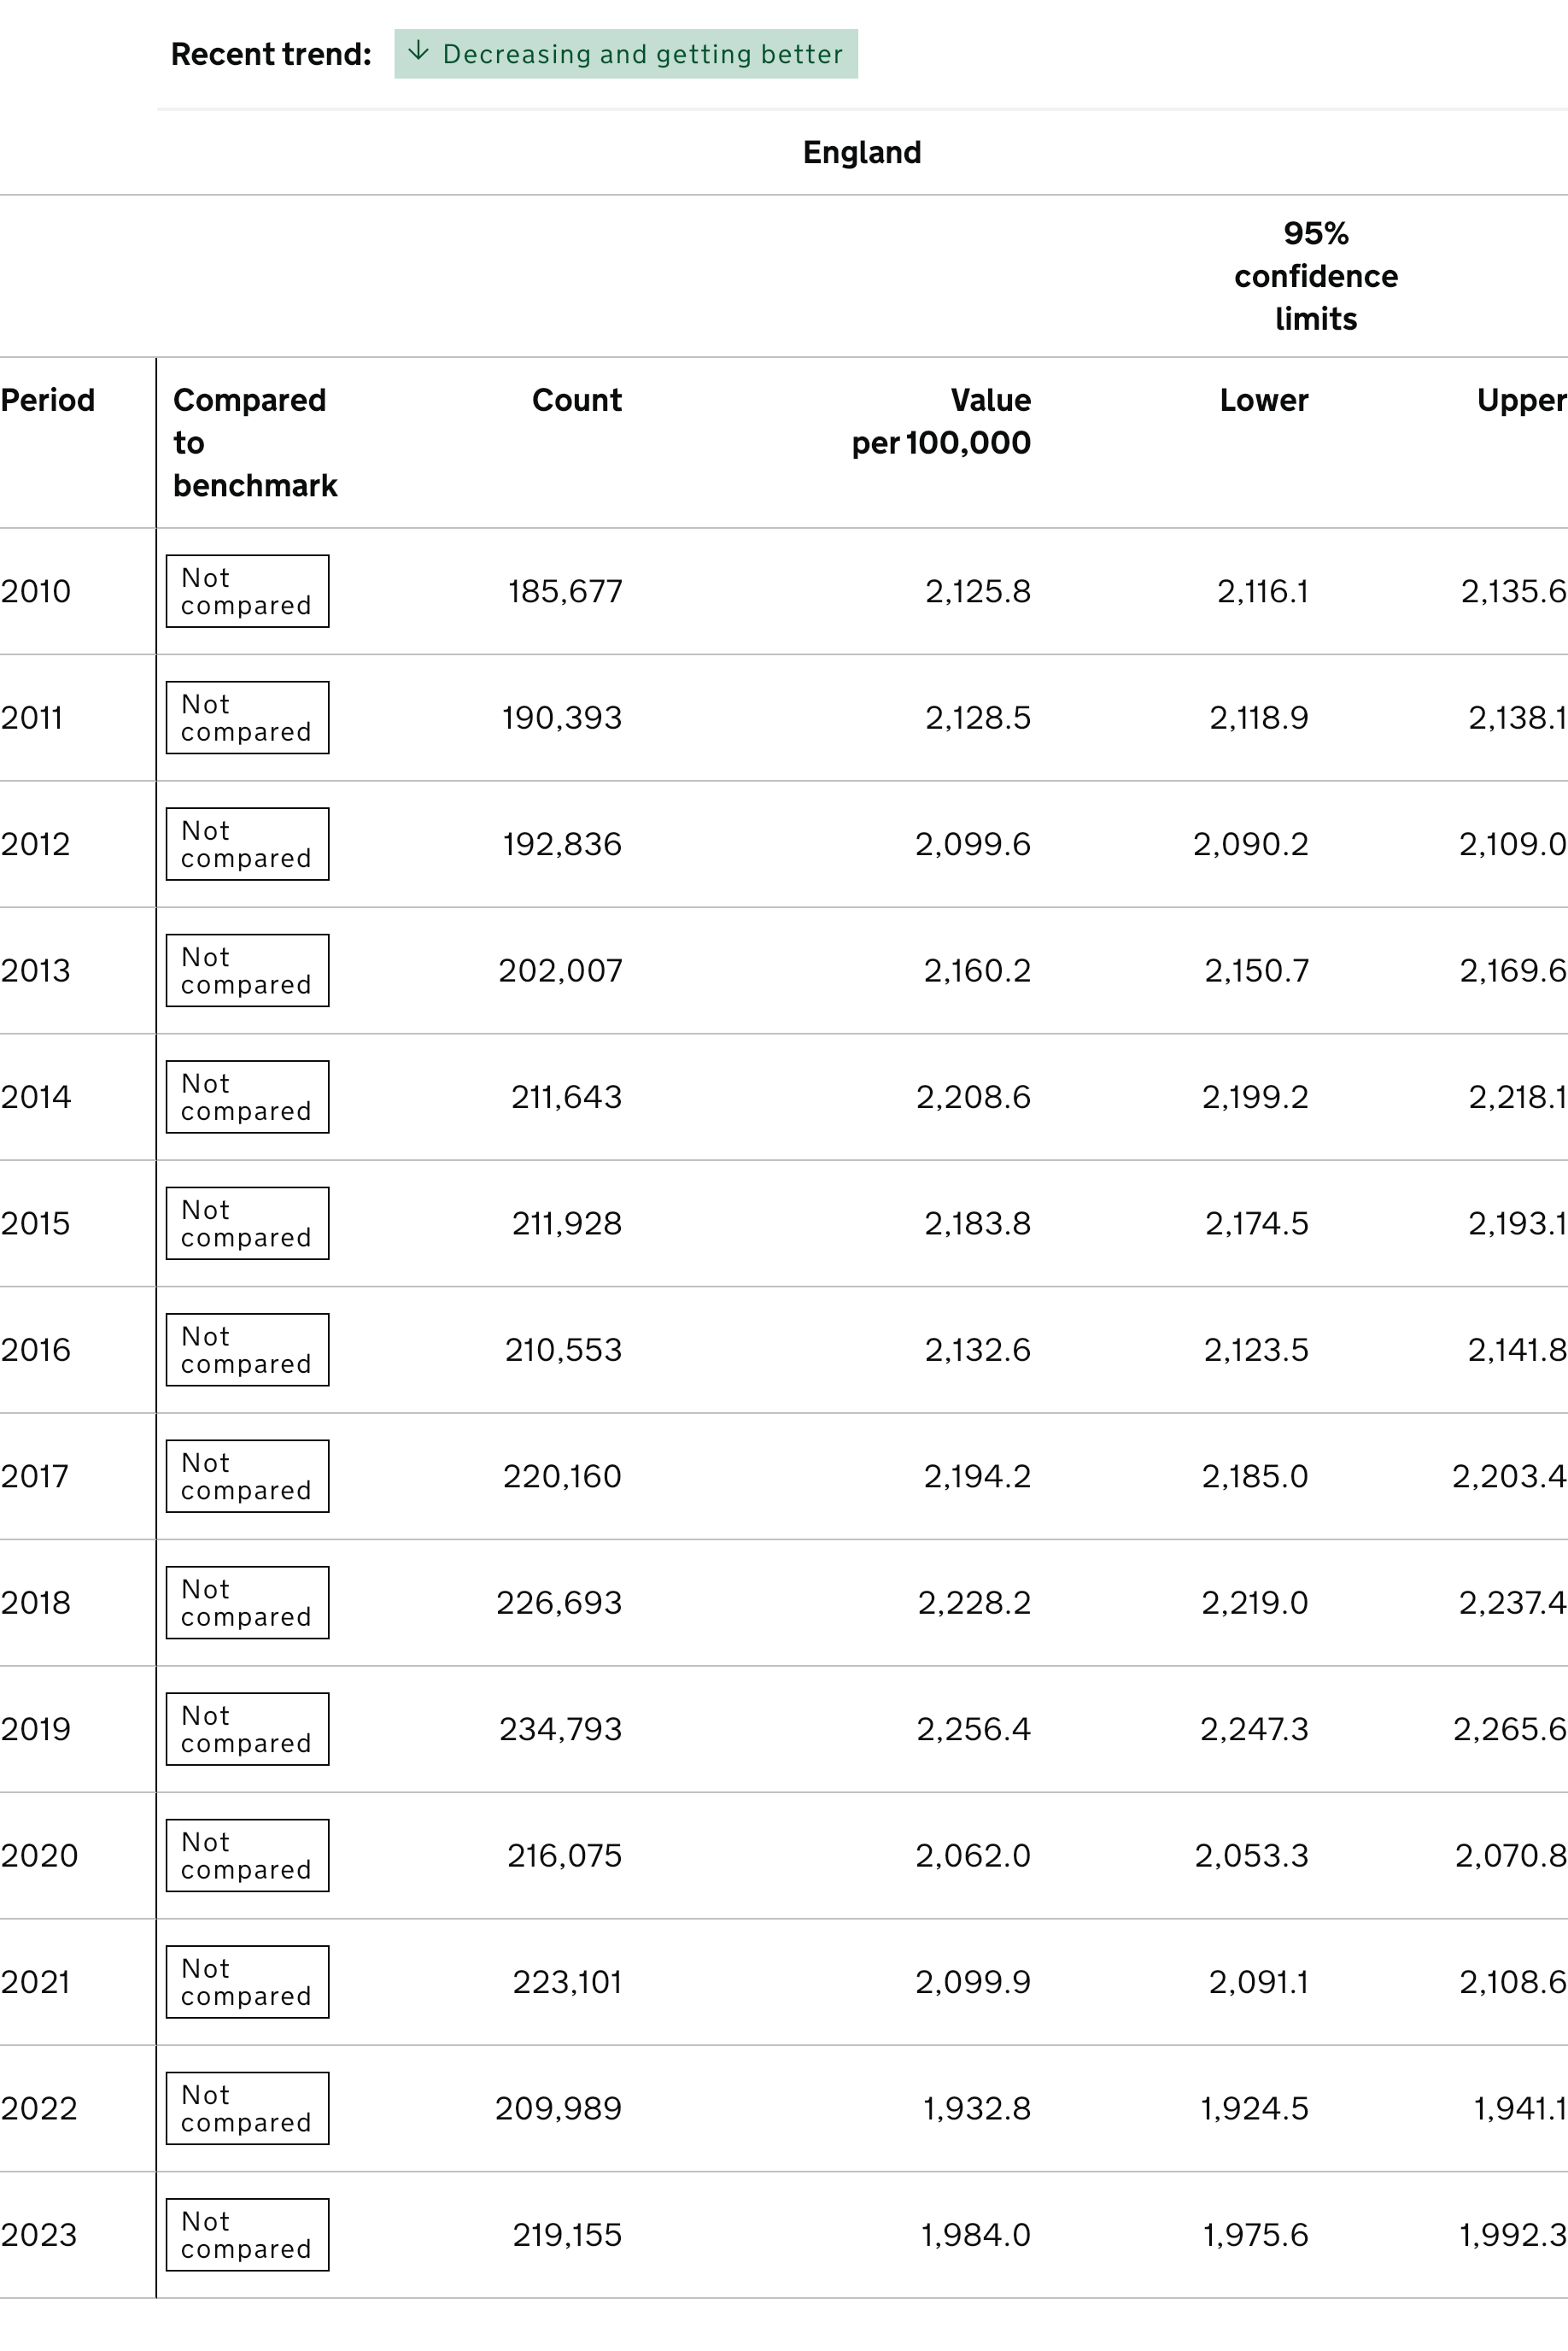 Recent trend: ↓ Decreasing and getting better
England
95%
confidence
limits
Period Compared to benchmark Count Value per 100,000 Lower Upper
2010 Not compared 185,677 2,125.8 2,116.1 2,135.6
2011 Not compared 190,393 2,128.5 2,118.9 2,138.1
2012 Not compared 192,836 2,099.6 2,090.2 2,109.0
2013 Not compared 202,007 2,160.2 2,150.7 2,169.6
2014 Not compared 211,643 2,208.6 2,199.2 2,218.1
2015 Not compared 211,928 2,183.8 2,174.5 2,193.1
2016 Not compared 210,553 2,132.6 2,123.5 2,141.8
2017 Not compared 220,160 2,194.2 2,185.0 2,203.4
2018 Not compared 226,693 2,228.2 2,219.0 2,237.4
2019 Not compared 234,793 2,256.4 2,247.3 2,265.6
2020 Not compared 216,075 2,062.0 2,053.3 2,070.8
2021 Not compared 223,101 2,099.9 2,091.1 2,108.6
2022 Not compared 209,989 1,932.8 1,924.5 1,941.1
2023 Not compared 219,155 1,984.0 1,975.6 1,992.3